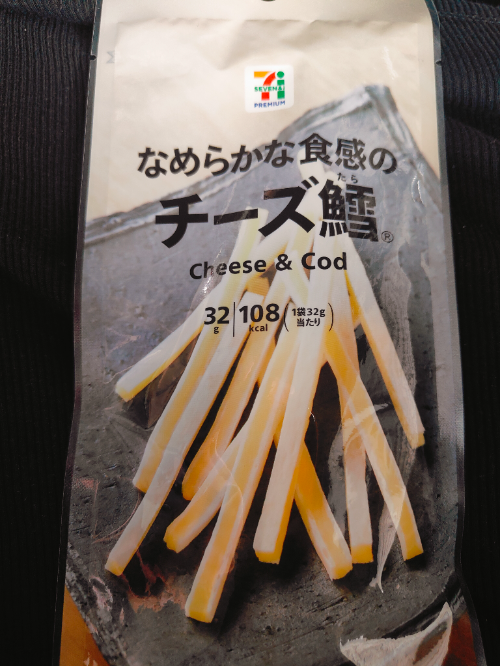 SEVEN&i
PREMIUM
なめらかな食感の
たら
チーズ鱈®
Cheese & Cod
32g 108kcal (1袋32g当たり)